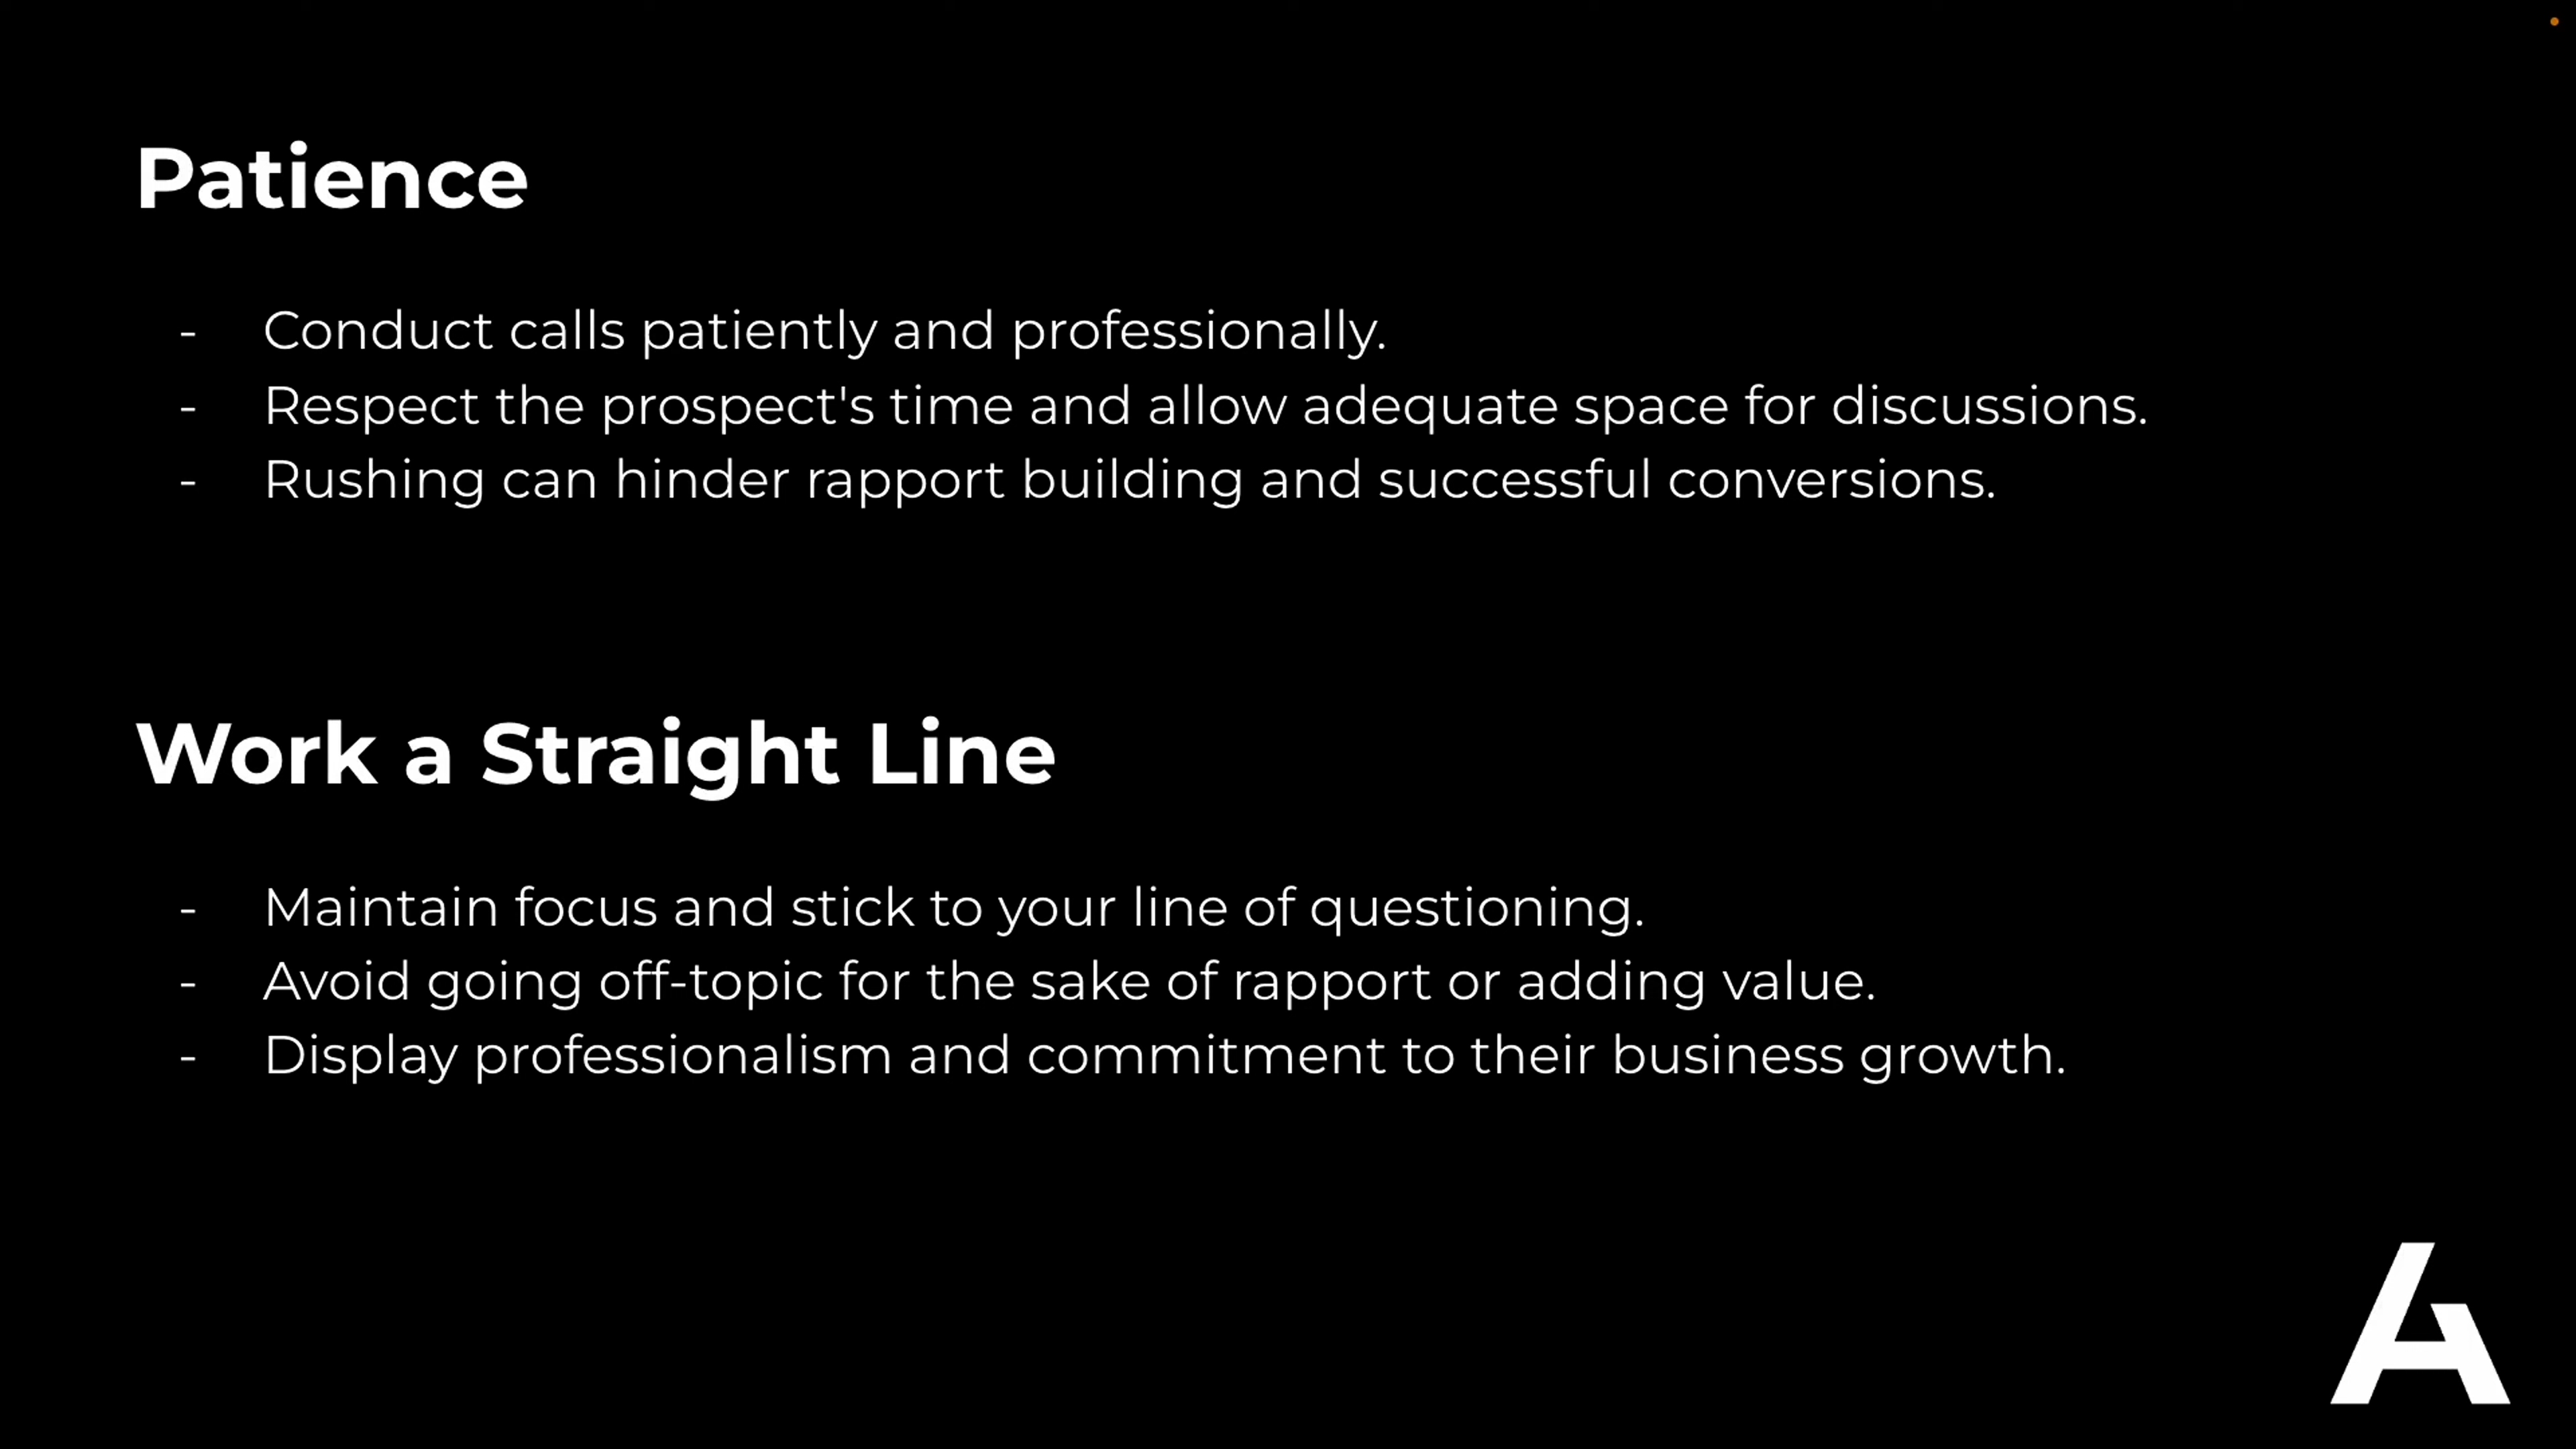 Patience
- Conduct calls patiently and professionally.
- Respect the prospect's time and allow adequate space for discussions.
- Rushing can hinder rapport building and successful conversions.
Work a Straight Line
- Maintain focus and stick to your line of questioning.
- Avoid going off-topic for the sake of rapport or adding value.
- Display professionalism and commitment to their business growth.